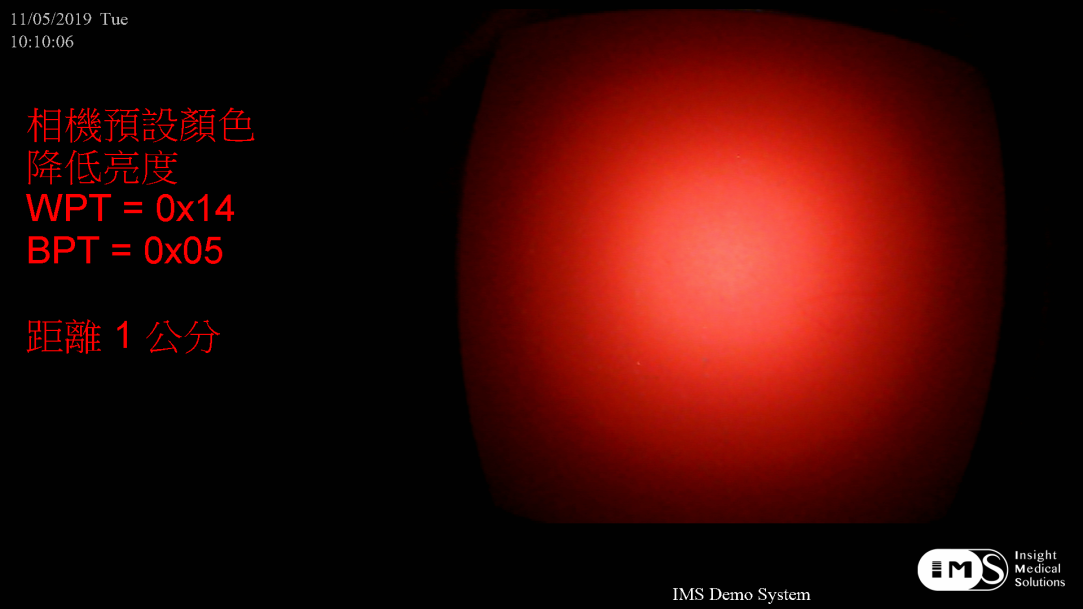 11/05/2019 Tue
10:10:06
相機預設顏色
降低亮度
WPT = 0x14
BPT = 0x05
距離 1 公分
IMS Demo System
iMS
Insight
Medical
Solutions